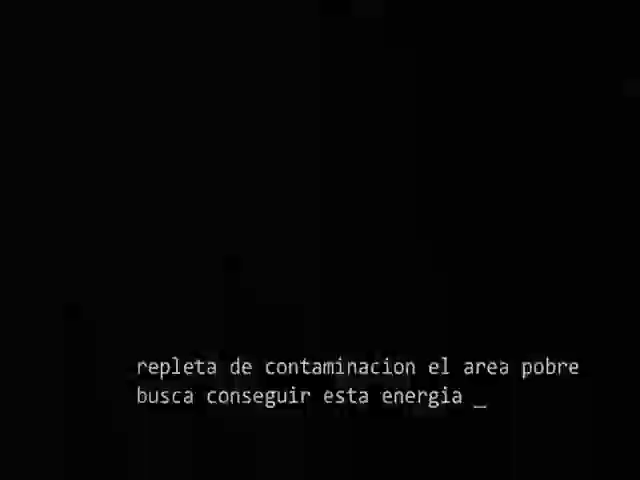 repleta de contaminacion el area pobre
busca conseguir esta energia _